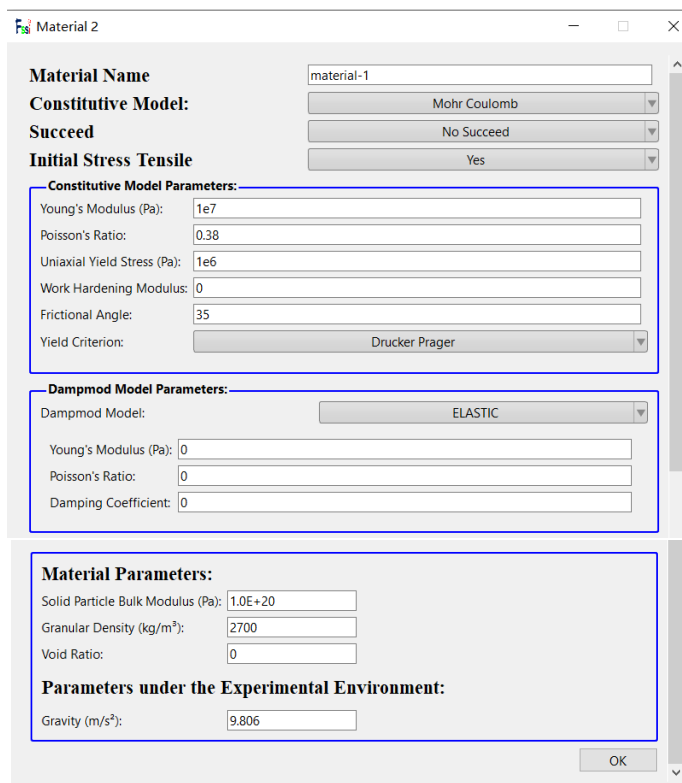 Fssi Material 2
Material Name material-1
Constitutive Model: Mohr Coulomb
Succeed No Succeed
Initial Stress Tensile Yes
Constitutive Model Parameters:
Young's Modulus (Pa): 1e7
Poisson's Ratio: 0.38
Uniaxial Yield Stress (Pa): 1e6
Work Hardening Modulus: 0
Frictional Angle: 35
Yield Criterion: Drucker Prager
Dampmod Model Parameters:
Dampmod Model: ELASTIC
Young's Modulus (Pa): 0
Poisson's Ratio: 0
Damping Coefficient: 0
Material Parameters:
Solid Particle Bulk Modulus (Pa): 1.0E+20
Granular Density (kg/m³): 2700
Void Ratio: 0
Parameters under the Experimental Environment:
Gravity (m/s²): 9.806
OK